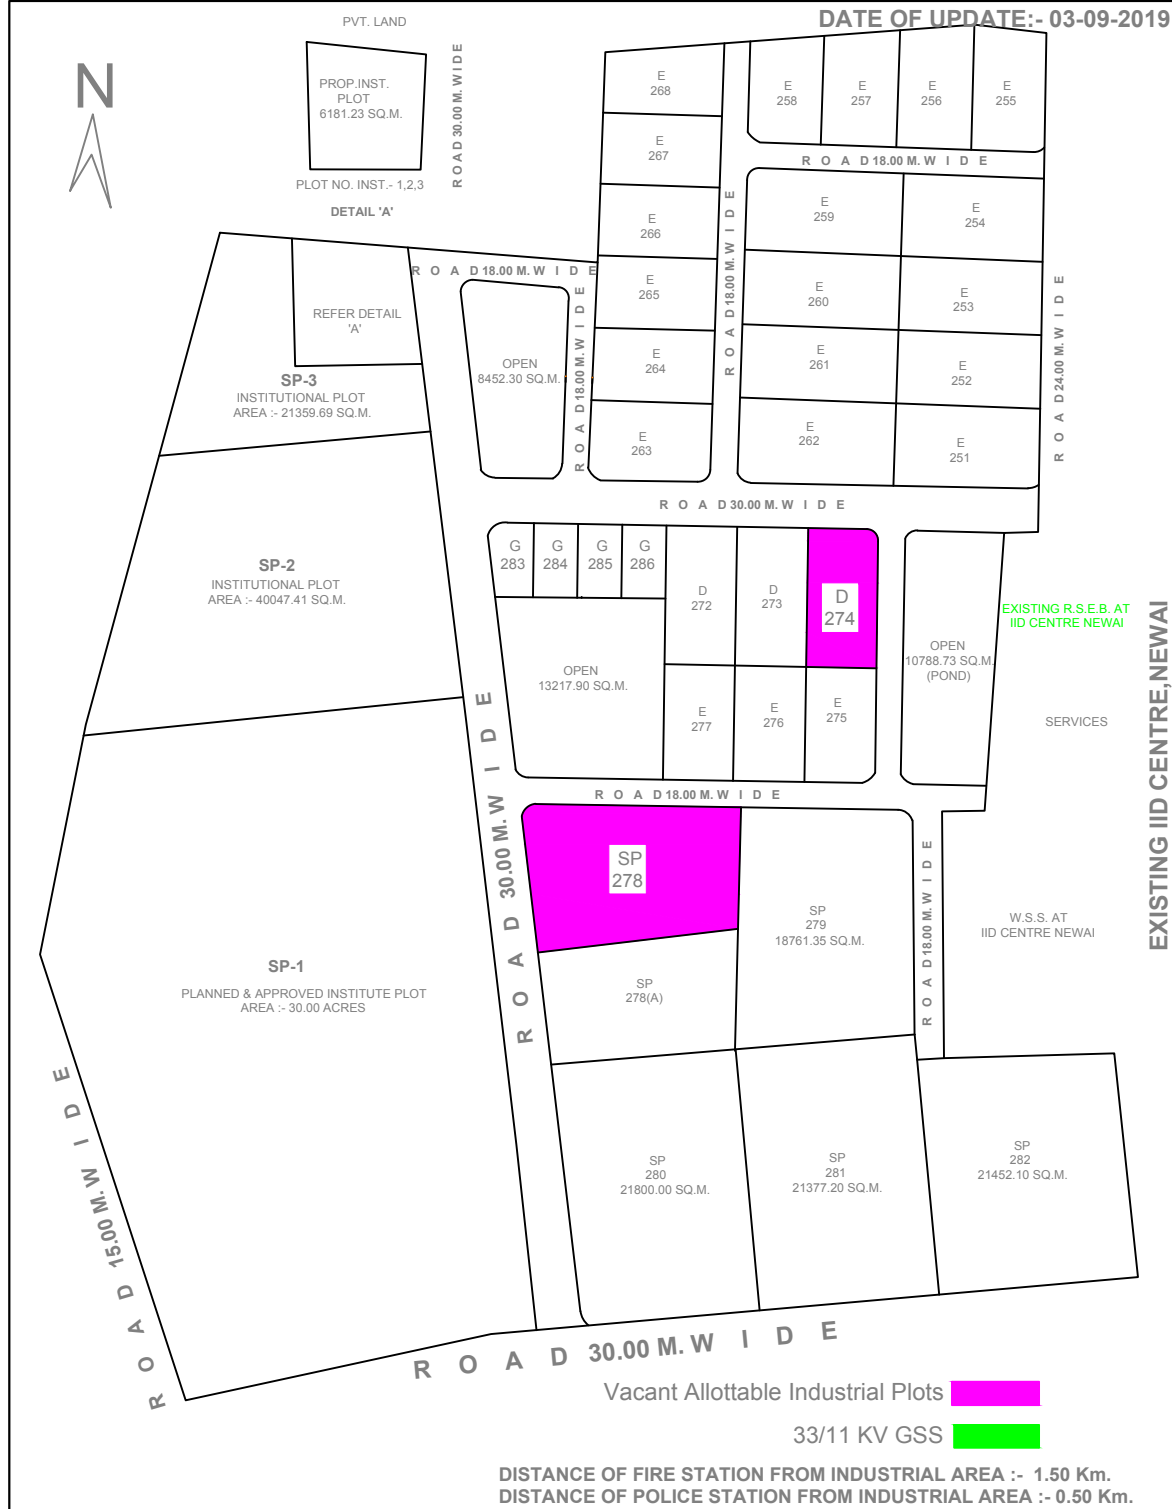 DATE OF UPDATE:- 03-09-2019
PVT. LAND
N
PROP.INST.
PLOT
6181.23 SQ.M.
ROAD 30.00 M. WIDE
PLOT NO. INST.- 1,2,3
DETAIL 'A'
E
268
E
267
E
266
E
265
E
264
E
263
E
258
E
257
E
256
E
255
ROAD 18.00 M. WIDE
E
259
E
254
E
260
E
253
E
261
E
252
E
262
E
251
ROAD 18.00 M. WIDE
ROAD 24.00 M. WIDE
ROAD 18.00 M. WIDE
ROAD 18.00 M. WIDE
REFER DETAIL
'A'
OPEN
8452.30 SQ.M.
SP-3
INSTITUTIONAL PLOT
AREA :- 21359.69 SQ.M.
ROAD 30.00 M. WIDE
SP-2
INSTITUTIONAL PLOT
AREA :- 40047.41 SQ.M.
G
283
G
284
G
285
G
286
D
272
D
273
D
274
OPEN
13217.90 SQ.M.
E
277
E
276
E
275
OPEN
10788.73 SQ.M.
(POND)
EXISTING R.S.E.B. AT
IID CENTRE NEWAI
SERVICES
EXISTING IID CENTRE,NEWAI
ROAD 18.00 M. WIDE
ROAD 30.00 M. WIDE
SP
278
SP
279
18761.35 SQ.M.
SP
278(A)
ROAD 18.00 M. WIDE
W.S.S. AT
IID CENTRE NEWAI
SP-1
PLANNED & APPROVED INSTITUTE PLOT
AREA :- 30.00 ACRES
ROAD 15.00 M. WIDE
SP
280
21800.00 SQ.M.
SP
281
21377.20 SQ.M.
SP
282
21452.10 SQ.M.
ROAD 30.00 M. WIDE
Vacant Allottable Industrial Plots
33/11 KV GSS
DISTANCE OF FIRE STATION FROM INDUSTRIAL AREA :- 1.50 Km.
DISTANCE OF POLICE STATION FROM INDUSTRIAL AREA :- 0.50 Km.